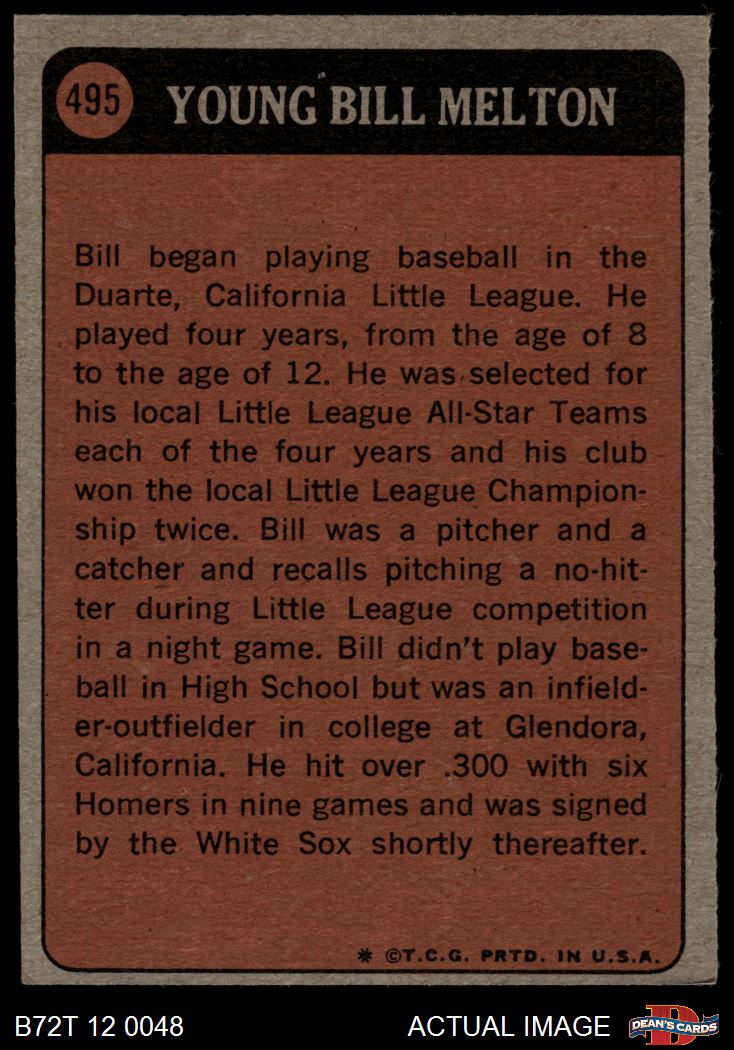 495 YOUNG BILL MELTON
Bill began playing baseball in the
Duarte, California Little League. He
played four years, from the age of 8
to the age of 12. He was selected for
his local Little League All-Star Teams
each of the four years and his club
won the local Little League Champion-
ship twice. Bill was a pitcher and a
catcher and recalls pitching a no-hit-
ter during Little League competition
in a night game. Bill didn't play base-
ball in High School but was an infield-
er-outfielder in college at Glendora,
California. He hit over .300 with six
Homers in nine games and was signed
by the White Sox shortly thereafter.
* ©T.C.G. PRTD. IN U.S.A.
B72T 12 0048 ACTUAL IMAGE DEAN'S CARDS